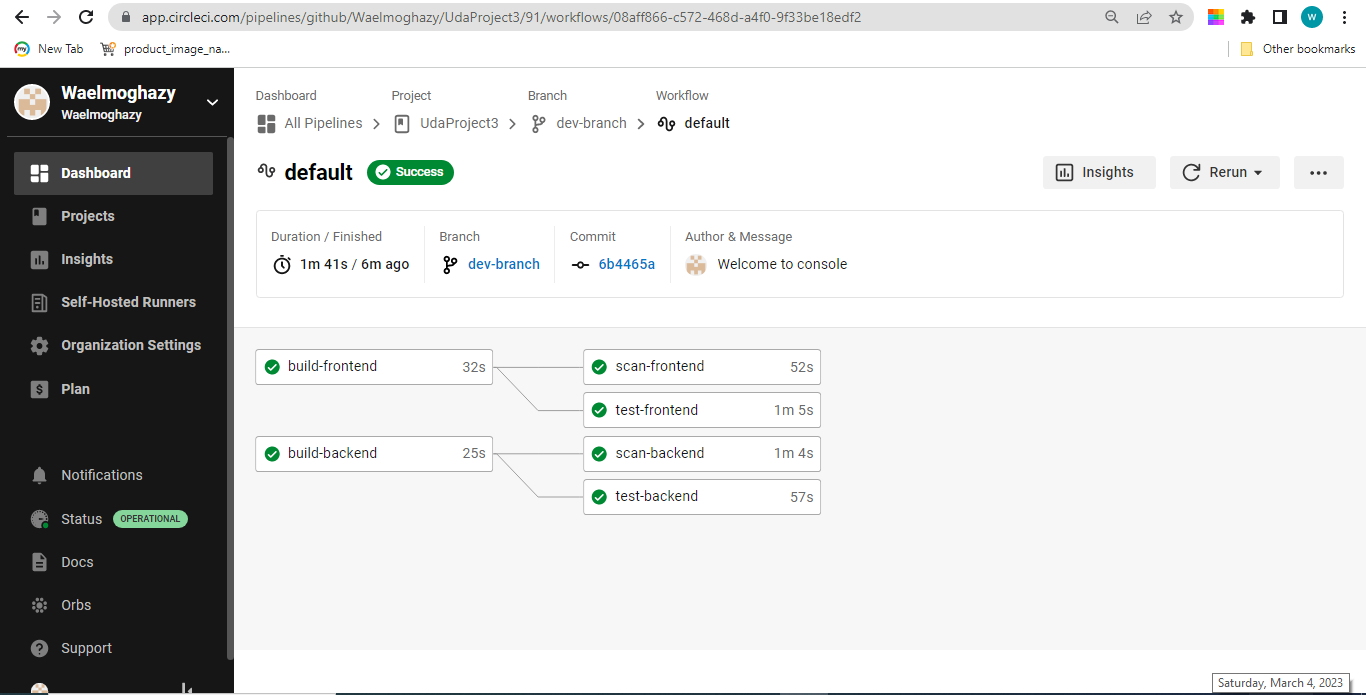 app.circleci.com/pipelines/github/Waelmoghazy/UdaProject3/91/workflows/08aff866-c572-468d-a4f0-9f33be18edf2
W
my New Tab product_image_na... Other bookmarks
Waelmoghazy
Waelmoghazy
Dashboard
Projects
Insights
Self-Hosted Runners
Organization Settings
$ Plan
Notifications
Status OPERATIONAL
Docs
Orbs
? Support
Dashboard Project Branch Workflow
All Pipelines UdaProject3 dev-branch default
default Success Insights Rerun
Duration / Finished Branch Commit Author & Message
1m 41s / 6m ago dev-branch 6b4465a Welcome to console
build-frontend 32s scan-frontend 52s
test-frontend 1m 5s
build-backend 25s scan-backend 1m 4s
test-backend 57s
Saturday, March 4, 2023